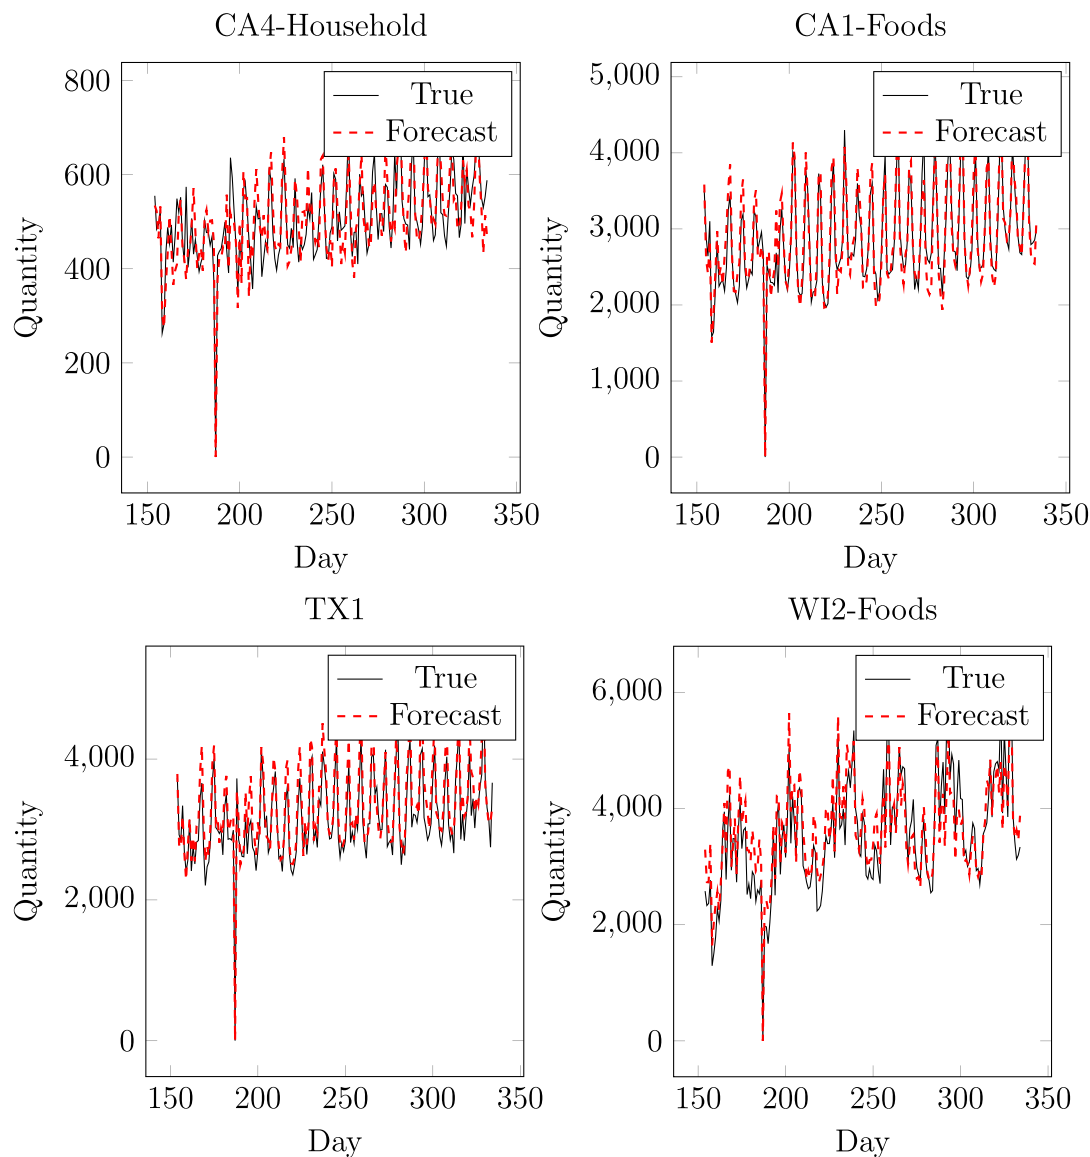 CA4-Household
800
600
400
200
0
150
200
250
300
350
Day
Quantity
True
Forecast
CA1-Foods
5,000
4,000
3,000
2,000
1,000
0
150
200
250
300
350
Day
Quantity
True
Forecast
TX1
4,000
2,000
0
150
200
250
300
350
Day
Quantity
True
Forecast
WI2-Foods
6,000
4,000
2,000
0
150
200
250
300
350
Day
Quantity
True
Forecast